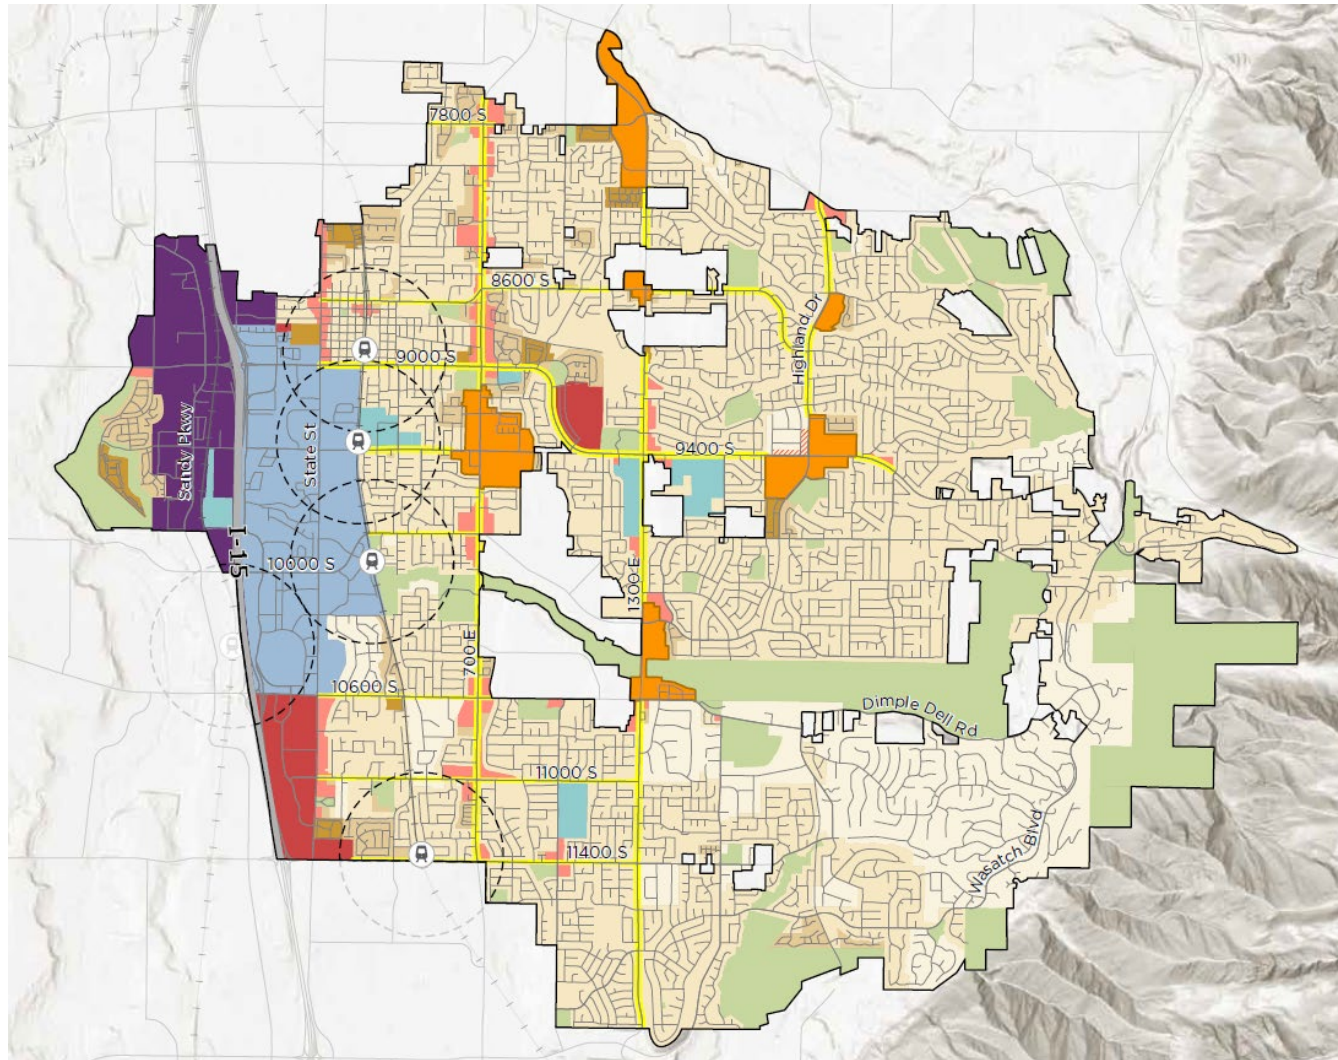 7800 S
8600 S
Highland Dr
9000 S
State St
Sandy Pkwy
9400 S
I-15
10000 S
1300 E
700 E
10600 S
Dimple Dell Rd
11000 S
Wasatch Blvd
11400 S